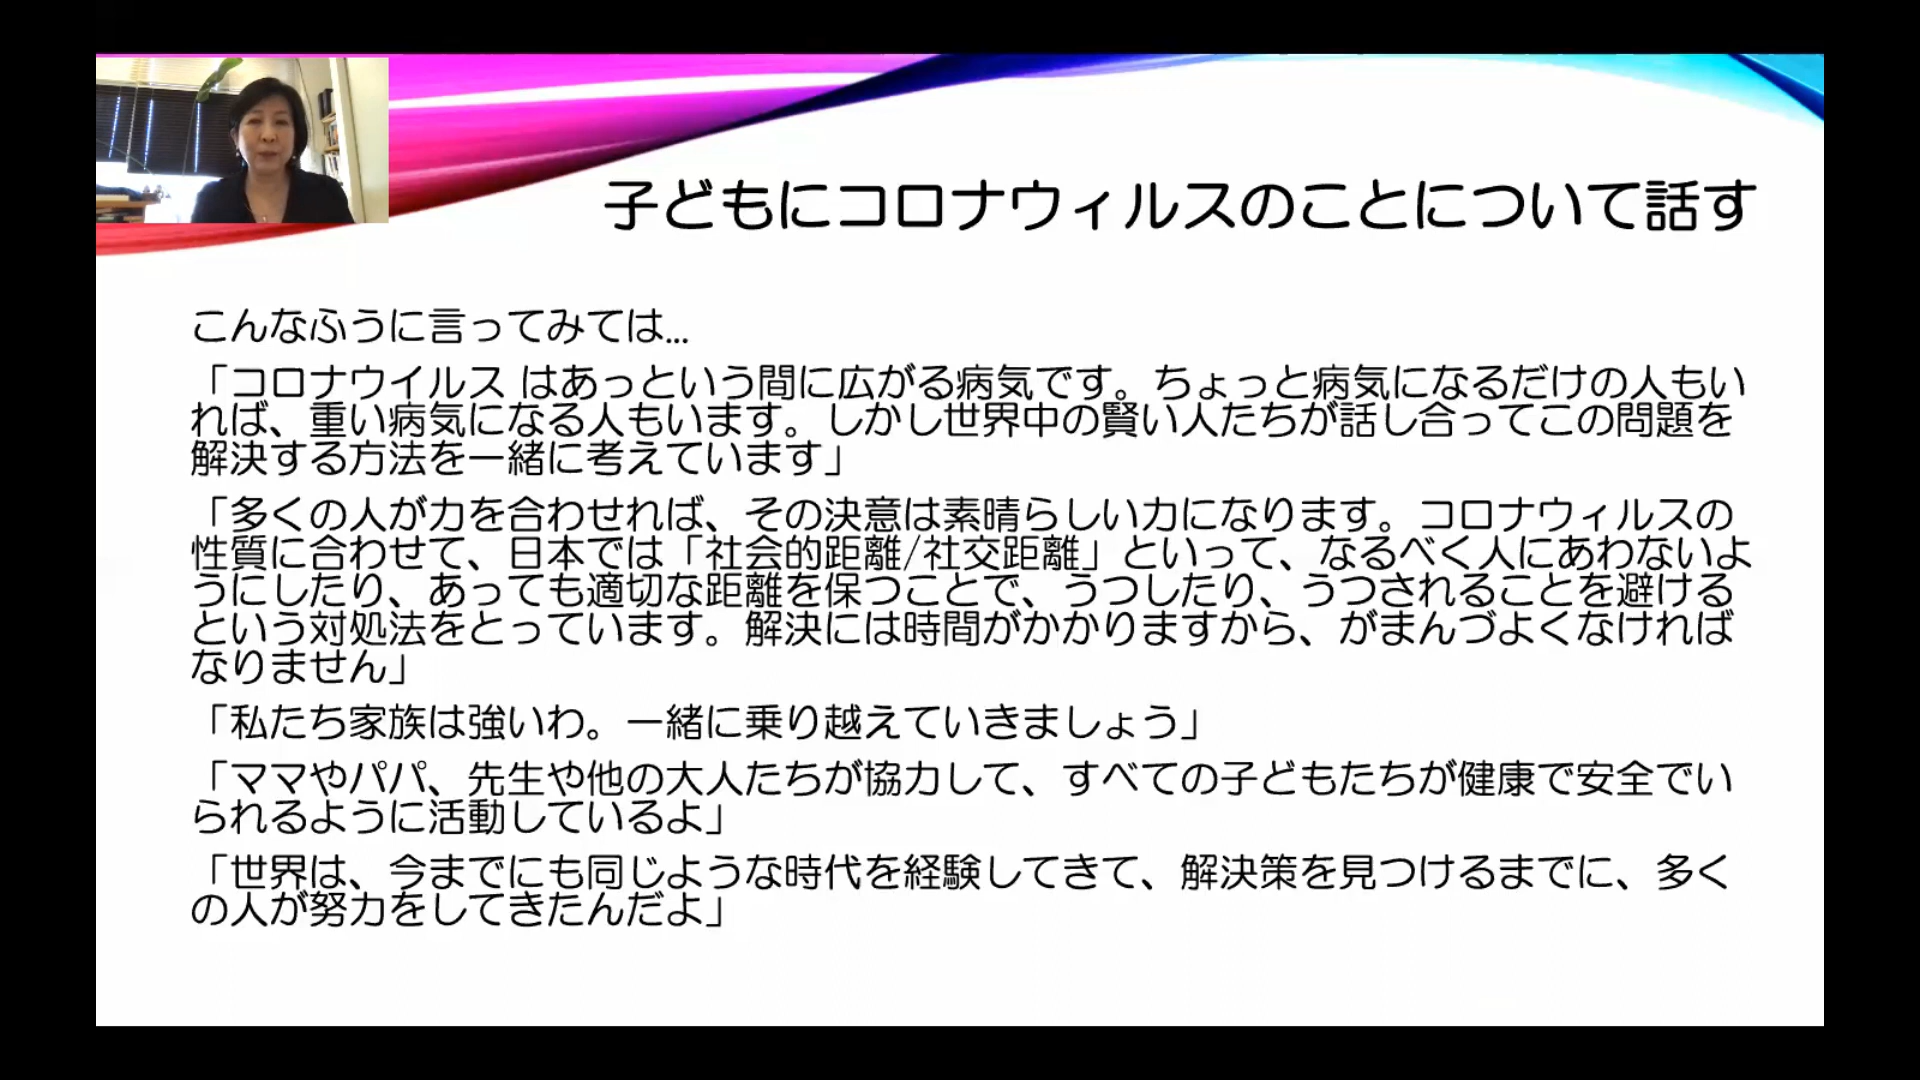 子どもにコロナウィルスのことについて話す
こんなふうに言ってみては...
「コロナウイルス はあっという間に広がる病気です。ちょっと病気になるだけの人もい
れば、重い病気になる人もいます。しかし世界中の賢い人たちが話し合ってこの問題を
解決する方法を一緒に考えています」
「多くの人が力を合わせれば、その決意は素晴らしい力になります。コロナウィルスの
性質に合わせて、日本では「社会的距離/社交距離」といって、なるべく人にあわないよ
うにしたり、あっても適切な距離を保つことで、うつしたり、うつされることを避ける
という対処法をとっています。解決には時間がかかりますから、がまんづよくなければ
なりません」
「私たち家族は強いわ。一緒に乗り越えていきましょう」
「ママやパパ、先生や他の大人たちが協力して、すべての子どもたちが健康で安全でい
られるように活動しているよ」
「世界は、今までにも同じような時代を経験してきて、解決策を見つけるまでに、多く
の人が努力をしてきたんだよ」